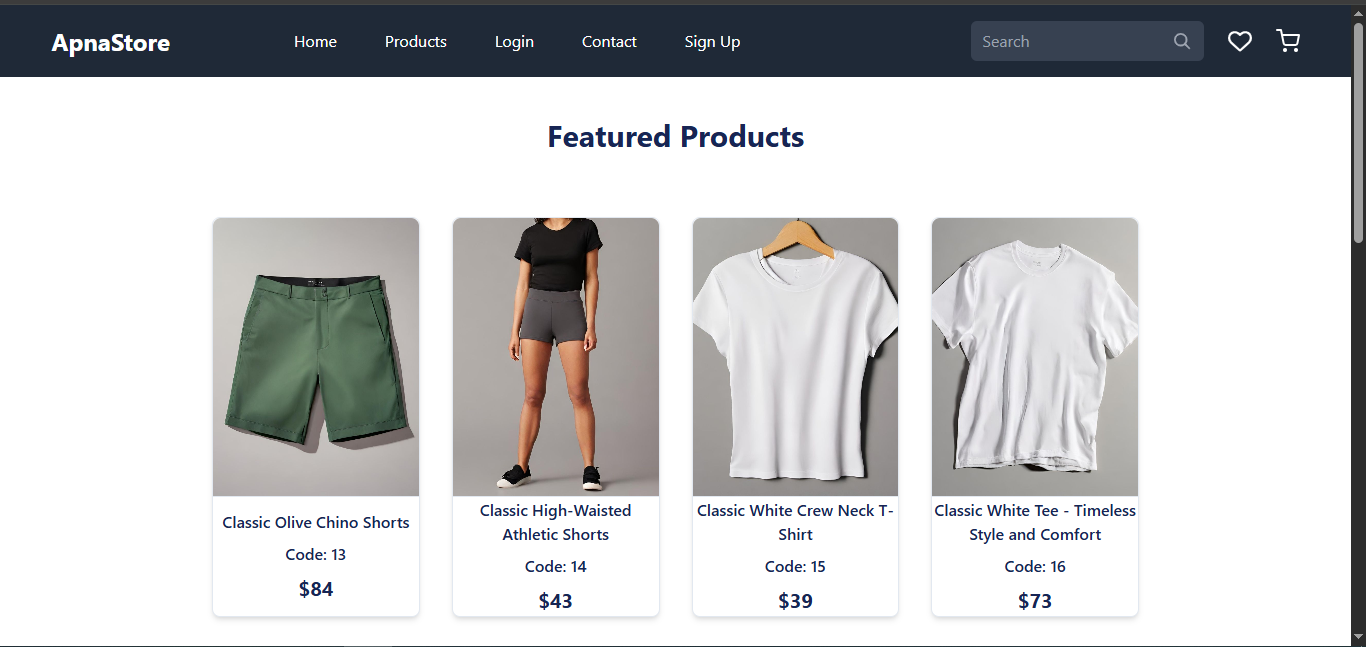 ApnaStore Home Products Login Contact Sign Up Search
Featured Products
Classic Olive Chino Shorts
Code: 13
$84
Classic High-Waisted
Athletic Shorts
Code: 14
$43
Classic White Crew Neck T-
Shirt
Code: 15
$39
Classic White Tee - Timeless
Style and Comfort
Code: 16
$73